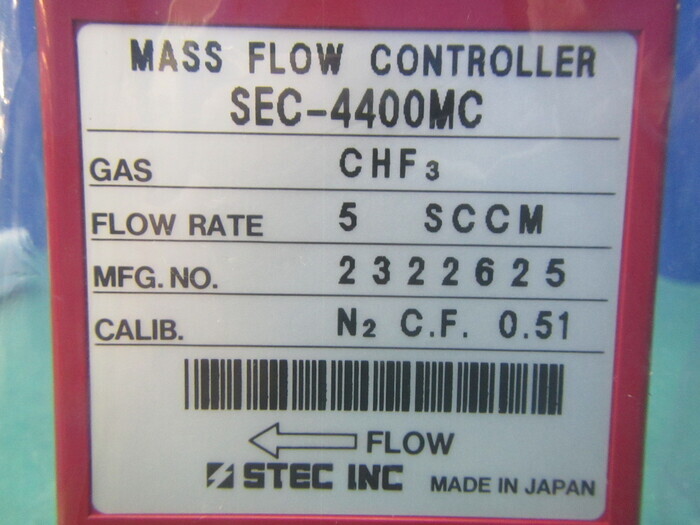 MASS FLOW CONTROLLER
SEC-4400MC
GAS CHF₃
FLOW RATE 5 SCCM
MFG. NO. 2322625
CALIB. N₂ C.F. 0.51
FLOW
STEC INC MADE IN JAPAN